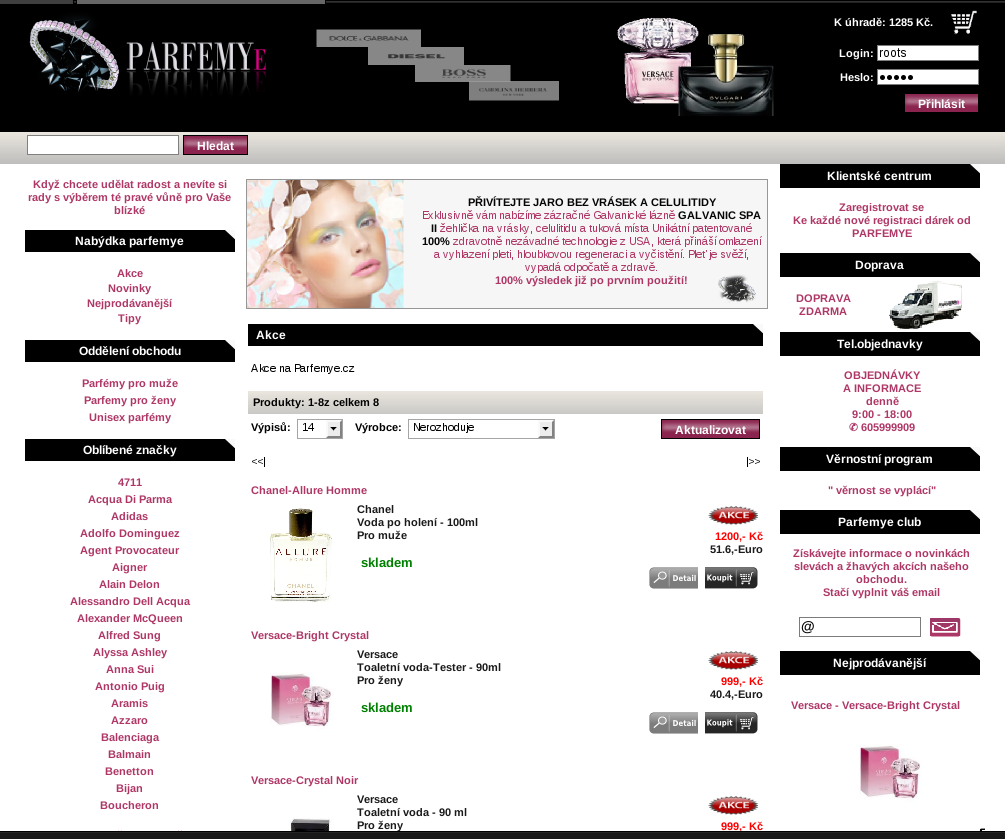 PARFEMYE
DOLCE & GABBANA
DIESEL
BOSS
HUGO BOSS
CAROLINA HERRERA
NEW YORK
VERSACE
BVLGARI
K úhradě: 1285 Kč.
Login: roots
Heslo: ●●●●●
Přihlásit
Hledat
Když chcete udělat radost a nevíte si
rady s výběrem té pravé vůně pro Vaše
blízké
Nabídka parfemye
Akce
Novinky
Nejprodávanější
Tipy
Oddělení obchodu
Parfémy pro muže
Parfemy pro ženy
Unisex parfémy
Oblíbené značky
4711
Acqua Di Parma
Adidas
Adolfo Dominguez
Agent Provocateur
Aigner
Alain Delon
Alessandro Dell Acqua
Alexander McQueen
Alfred Sung
Alyssa Ashley
Anna Sui
Antonio Puig
Aramis
Azzaro
Balenciaga
Balmain
Benetton
Bijan
Boucheron
PŘIVÍTEJTE JARO BEZ VRÁSEK A CELULITIDY
Exklusivně vám nabízíme zázračné Galvanické lázně GALVANIC SPA
II žehlička na vrásky, celulitidu a tuková místa Unikátní patentované
100% zdravotně nezávadné technologie z USA, která přináší omlazení
a vyhlazení pleti, hloubkovou regeneraci a vyčistění. Pleť je svěží,
vypadá odpočatě a zdravě.
100% výsledek již po prvním použití!
Akce
Akce na Parfemye.cz
Produkty: 1-8z celkem 8
Výpisů: 14 Výrobce: Nerozhoduje Aktualizovat
<<| |>>
Chanel-Allure Homme
ALLURE
HOMME
CHANEL
Chanel
Voda po holení - 100ml
Pro muže
skladem
AKCE
1200,- Kč
51.6,-Euro
Detail Koupit
Versace-Bright Crystal
Versace
Toaletní voda-Tester - 90ml
Pro ženy
skladem
AKCE
999,- Kč
40.4,-Euro
Detail Koupit
Versace-Crystal Noir
Versace
Toaletní voda - 90 ml
Pro ženy
AKCE
999,- Kč
Klientské centrum
Zaregistrovat se
Ke každé nové registraci dárek od
PARFEMYE
Doprava
DOPRAVA
ZDARMA
Tel.objednavky
OBJEDNÁVKY
A INFORMACE
denně
9:00 - 18:00
✆ 605999909
Věrnostní program
" věrnost se vyplácí"
Parfemye club
Získávejte informace o novinkách
slevách a žhavých akcích našeho
obchodu.
Stačí vyplnit váš email
@
Nejprodávanější
Versace - Versace-Bright Crystal